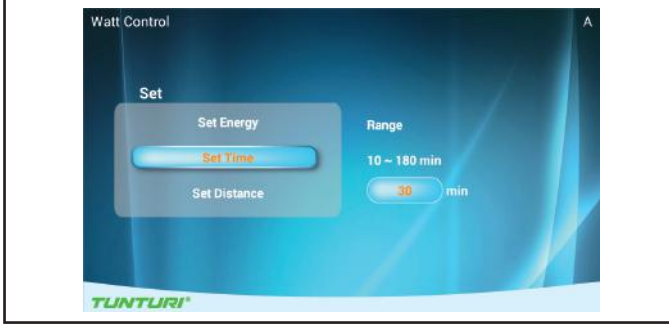 Watt Control
A
Set
Set Energy
Set Time
Set Distance
Range
10 ~ 180 min
30 min
TUNTURI®